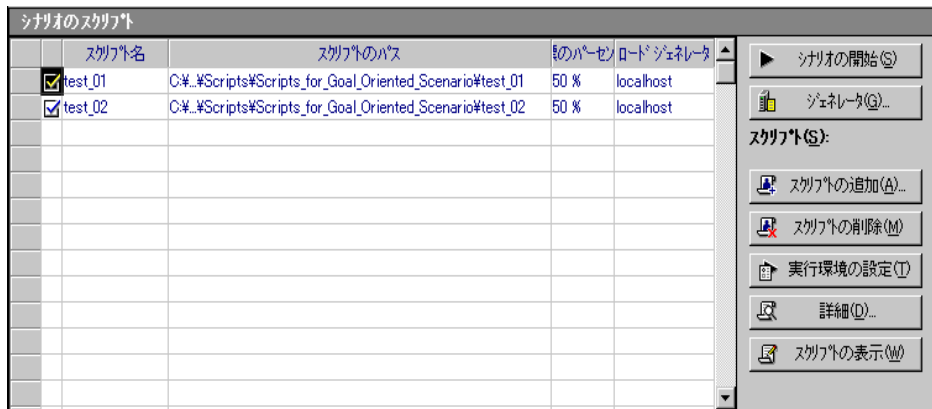 シナリオのスクリプト
スクリプト名 スクリプトのパス のパーセン ロード ジェネレータ
test_01 C:¥...¥Scripts¥Scripts_for_Goal_Oriented_Scenario¥test_01 50 % localhost
test_02 C:¥...¥Scripts¥Scripts_for_Goal_Oriented_Scenario¥test_02 50 % localhost
シナリオの開始(S)
ジェネレータ(G)...
スクリプト(S):
スクリプトの追加(A)...
スクリプトの削除(M)
実行環境の設定(T)
詳細(D)...
スクリプトの表示(W)